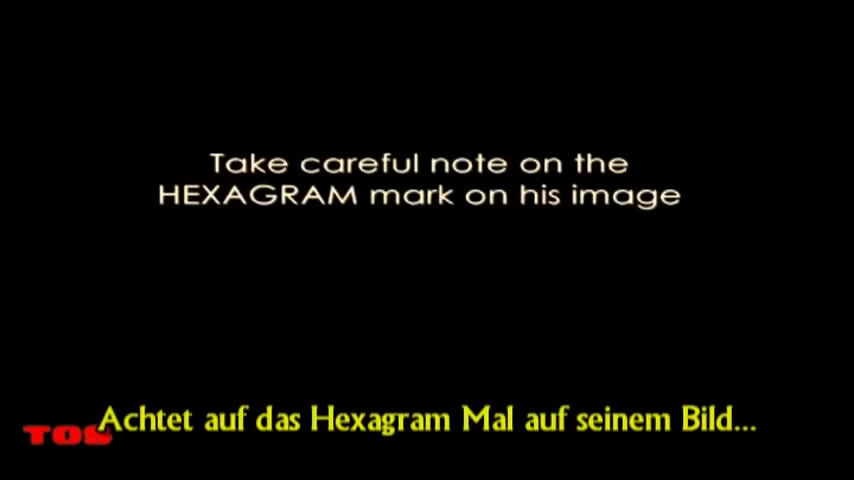 Take careful note on the
HEXAGRAM mark on his image
Achtet auf das Hexagram Mal auf seinem Bild...